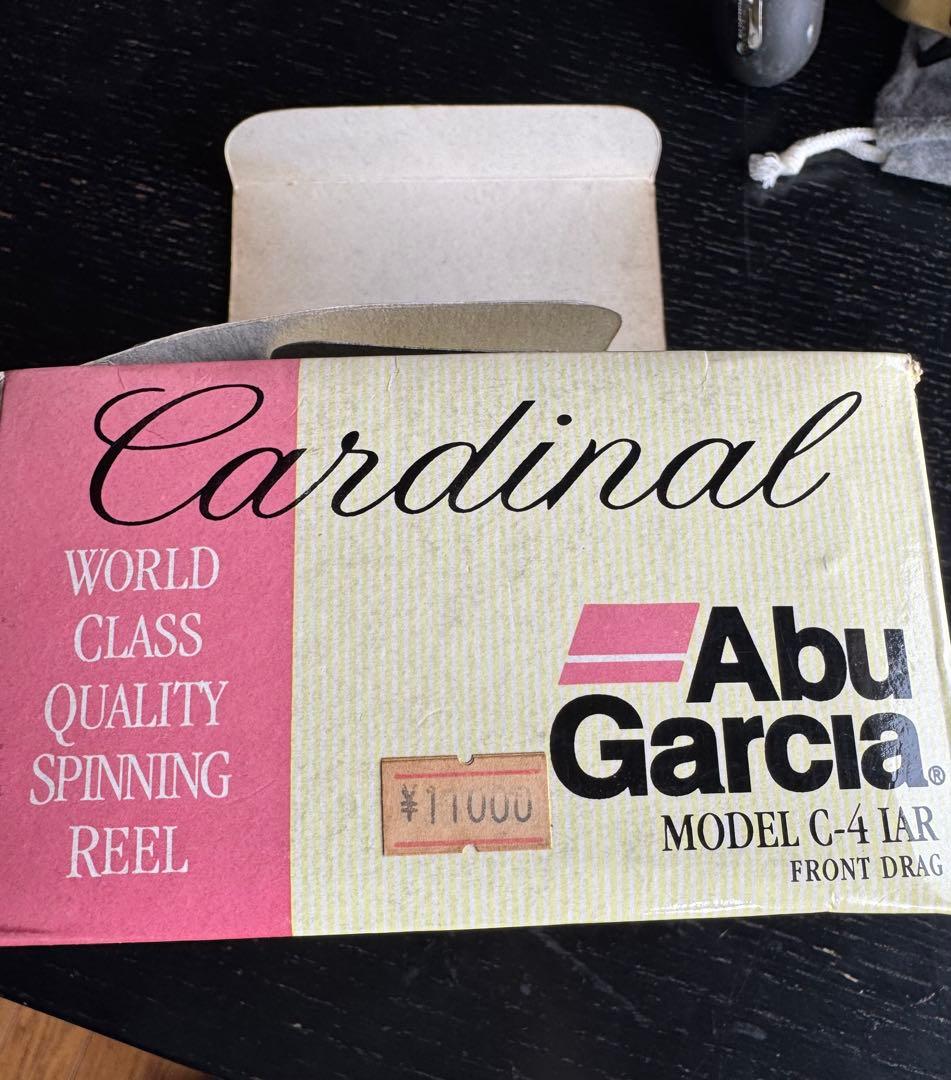 Cardinal
WORLD
CLASS
QUALITY
SPINNING
REEL
Abu
Garcia®
¥11000
MODEL C-4 IAR
FRONT DRAG